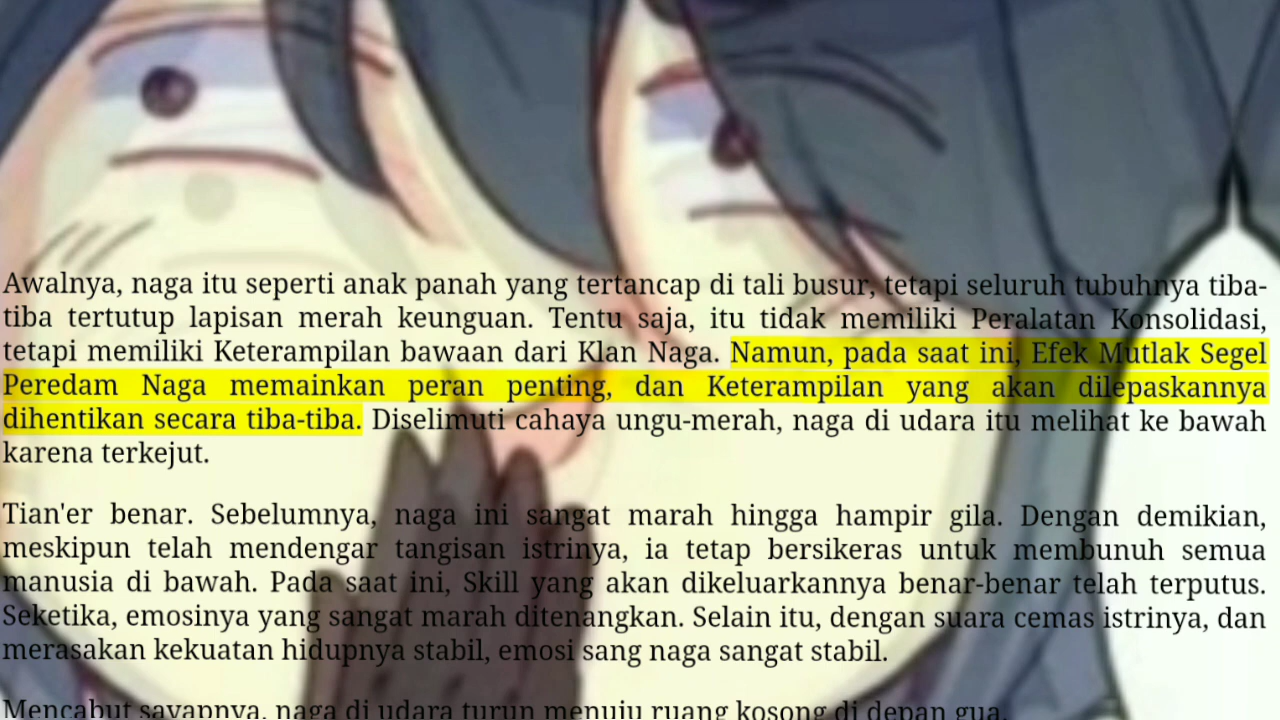 Awalnya, naga itu seperti anak panah yang tertancap di tali busur, tetapi seluruh tubuhnya tiba-
tiba tertutup lapisan merah keunguan. Tentu saja, itu tidak memiliki Peralatan Konsolidasi,
tetapi memiliki Keterampilan bawaan dari Klan Naga. Namun, pada saat ini, Efek Mutlak Segel
Peredam Naga memainkan peran penting, dan Keterampilan yang akan dilepaskannya
dihentikan secara tiba-tiba. Diselimuti cahaya ungu-merah, naga di udara itu melihat ke bawah
karena terkejut.
Tian'er benar. Sebelumnya, naga ini sangat marah hingga hampir gila. Dengan demikian,
meskipun telah mendengar tangisan istrinya, ia tetap bersikeras untuk membunuh semua
manusia di bawah. Pada saat ini, Skill yang akan dikeluarkannya benar-benar telah terputus.
Seketika, emosinya yang sangat marah ditenangkan. Selain itu, dengan suara cemas istrinya, dan
merasakan kekuatan hidupnya stabil, emosi sang naga sangat stabil.
Mencabut sayapnya, naga di udara turun menuju ruang kosong di depan gua.